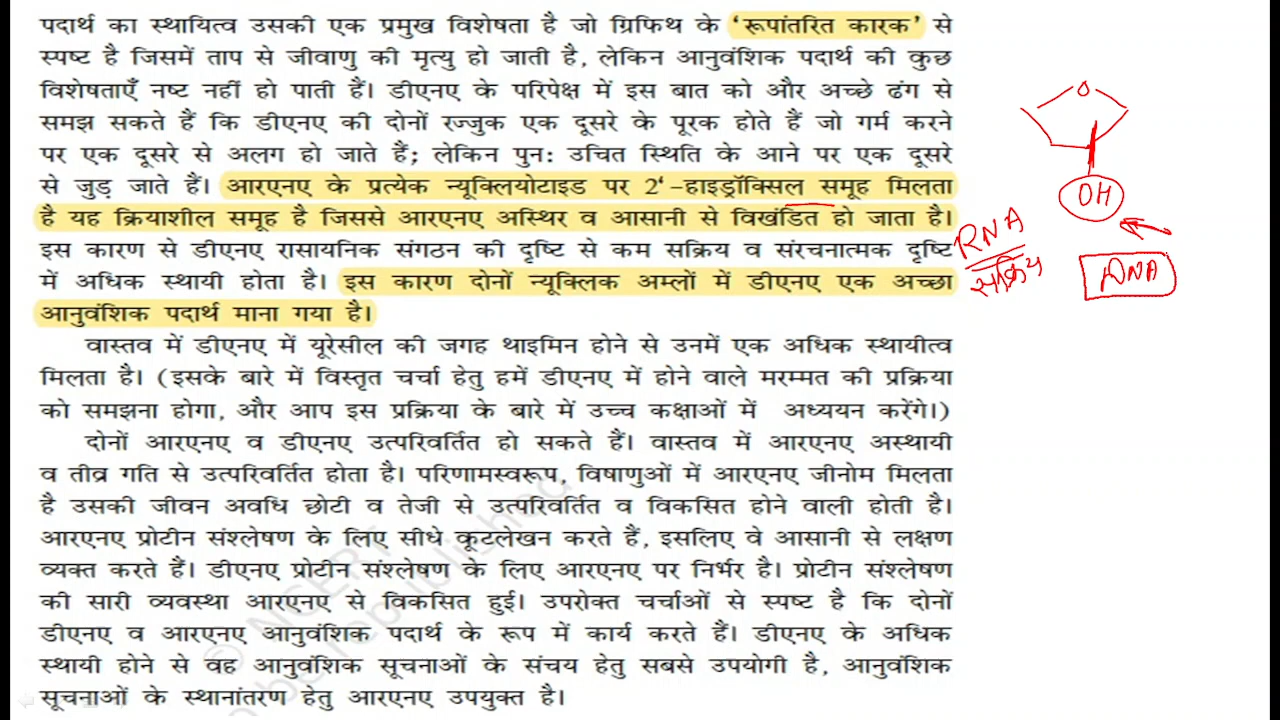 पदार्थ का स्थायित्व उसकी एक प्रमुख विशेषता है जो ग्रिफिथ के ‘रूपांतरित कारक’ से
स्पष्ट है जिसमें ताप से जीवाणु की मृत्यु हो जाती है, लेकिन आनुवंशिक पदार्थ की कुछ
विशेषताएँ नष्ट नहीं हो पाती हैं। डीएनए के परिपेक्ष में इस बात को और अच्छे ढंग से
समझ सकते हैं कि डीएनए की दोनों रज्जुक एक दूसरे के पूरक होते हैं जो गर्म करने
पर एक दूसरे से अलग हो जाते हैं; लेकिन पुन: उचित स्थिति के आने पर एक दूसरे
से जुड़ जाते हैं। आरएनए के प्रत्येक न्यूक्लियोटाइड पर 2‘-हाइड्रॉक्सिल समूह मिलता
है यह क्रियाशील समूह है जिससे आरएनए अस्थिर व आसानी से विखंडित हो जाता है।
इस कारण से डीएनए रासायनिक संगठन की दृष्टि से कम सक्रिय व संरचनात्मक दृष्टि
में अधिक स्थायी होता है। इस कारण दोनों न्यूक्लिक अम्लों में डीएनए एक अच्छा
आनुवंशिक पदार्थ माना गया है।
वास्तव में डीएनए में यूरेसील की जगह थाइमिन होने से उनमें एक अधिक स्थायीत्व
मिलता है। (इसके बारे में विस्तृत चर्चा हेतु हमें डीएनए में होने वाले मरम्मत की प्रक्रिया
को समझना होगा, और आप इस प्रक्रिया के बारे में उच्च कक्षाओं में अध्ययन करेंगे।)
दोनों आरएनए व डीएनए उत्परिवर्तित हो सकते हैं। वास्तव में आरएनए अस्थायी
व तीव्र गति से उत्परिवर्तित होता है। परिणामस्वरूप, विषाणुओं में आरएनए जीनोम मिलता
है उसकी जीवन अवधि छोटी व तेजी से उत्परिवर्तित व विकसित होने वाली होती है।
आरएनए प्रोटीन संश्लेषण के लिए सीधे कूटलेखन करते हैं, इसलिए वे आसानी से लक्षण
व्यक्त करते हैं। डीएनए प्रोटीन संश्लेषण के लिए आरएनए पर निर्भर है। प्रोटीन संश्लेषण
की सारी व्यवस्था आरएनए से विकसित हुई। उपरोक्त चर्चाओं से स्पष्ट है कि दोनों
डीएनए व आरएनए आनुवंशिक पदार्थ के रूप में कार्य करते हैं। डीएनए के अधिक
स्थायी होने से वह आनुवंशिक सूचनाओं के संचय हेतु सबसे उपयोगी है, आनुवंशिक
सूचनाओं के स्थानांतरण हेतु आरएनए उपयुक्त है।
O
OH
RNA
सक्रिय
DNA
© NCERT
be republished